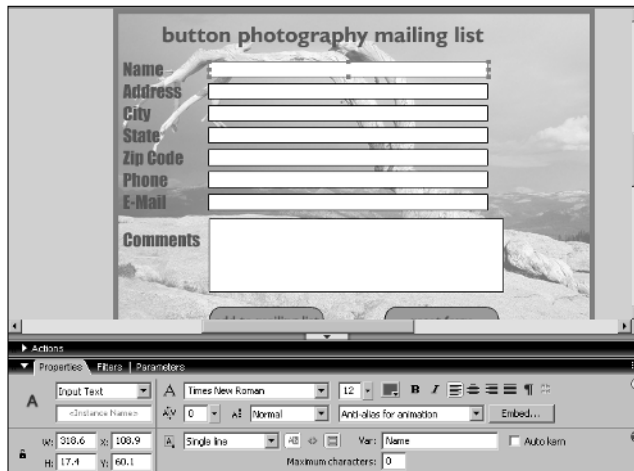 button photography mailing list
Name
Address
City
State
Zip Code
Phone
E-Mail
Comments
Actions
Properties Filters Parameters
A Input Text A Times New Roman 12 B I ¶
<Instance Name> AV 0 A Normal Anti-alias for animation Embed...
W: 318.6 X: 108.9 A Single line AB <> Var: Name Auto kern
H: 17.4 Y: 60.1 Maximum characters: 0